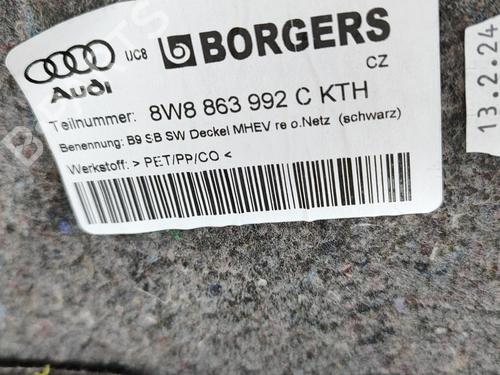 Audi
UC8
BORGERS
CZ
Teilnummer: 8W8 863 992 C KTH
Benennung: B9 SB SW Deckel MHEV re o.Netz (schwarz)
Werkstoff: > PET/PP/CO <
13.2.24